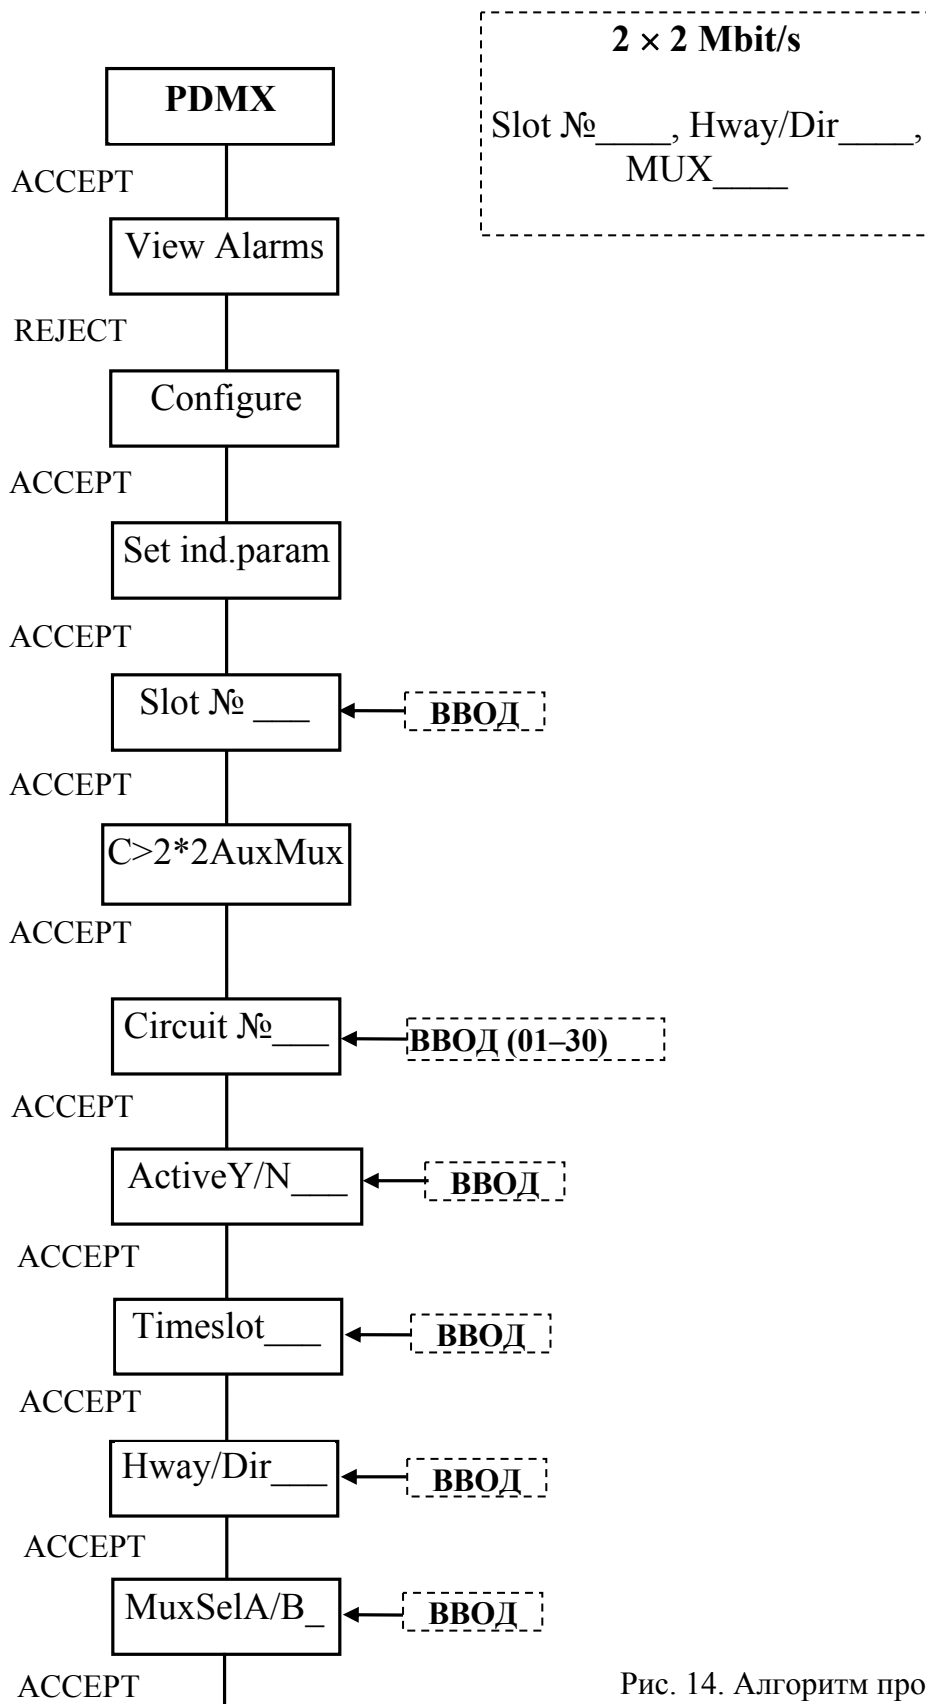 2 × 2 Mbit/s
Slot №____, Hway/Dir____,
MUX____
PDMX
ACCEPT
View Alarms
REJECT
Configure
ACCEPT
Set ind.param
ACCEPT
Slot № ___
ВВОД
ACCEPT
C>2*2AuxMux
ACCEPT
Circuit №___
ВВОД (01–30)
ACCEPT
ActiveY/N___
ВВОД
ACCEPT
Timeslot___
ВВОД
ACCEPT
Hway/Dir___
ВВОД
ACCEPT
MuxSelA/B_
ВВОД
ACCEPT
Рис. 14. Алгоритм про